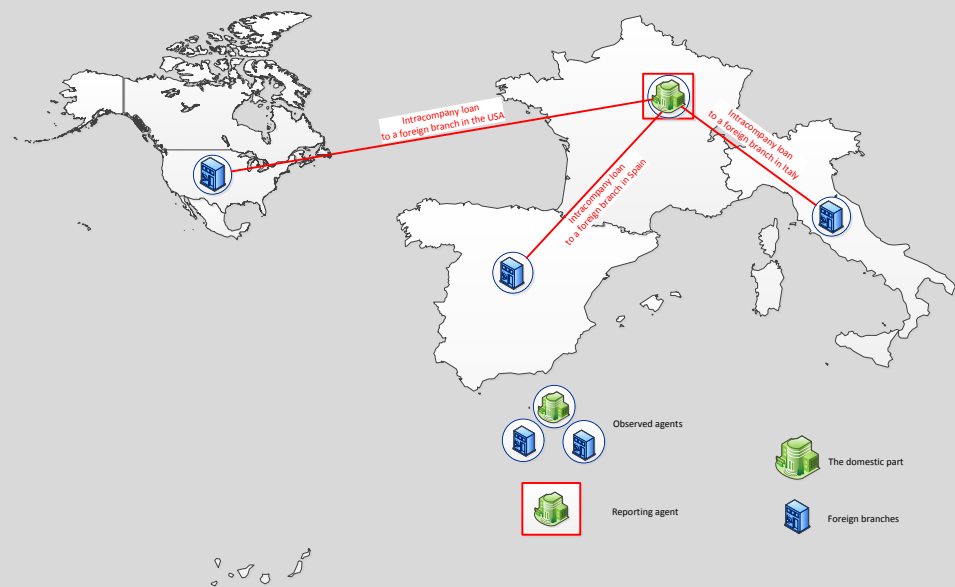 Intracompany loan
to a foreign branch in the USA
Intracompany loan
to a foreign branch in Italy
Intracompany loan
to a foreign branch in Spain
Observed agents
The domestic part
Reporting agent
Foreign branches